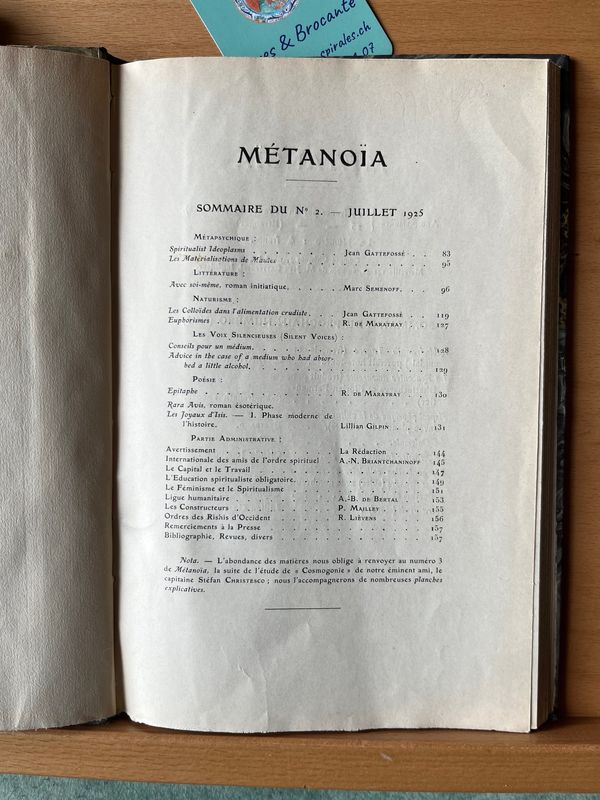 & Brocante
spirales.ch
07
MÉTANOÏA
SOMMAIRE DU Nº 2. — JUILLET 1925
Métapsychique :
Spiritualist Ideoplasms . . . . . . . . Jean Gattefossé . . 83
Les Matérialisations de Mautes . . . . . . . . 95
Littérature :
Avec soi-même, roman initiatique. . . . . . Marc Semenoff. . . 96
Naturisme :
Les Colloïdes dans l'alimentation crudiste. . . Jean Gattefossé . . 119
Euphorismes . . . . . . . . . . R. de Maratray . . 127
Les Voix Silencieuses (Silent Voices) :
Conseils pour un médium. . . . . . . . . 128
Advice in the case of a medium who had absor-
bed a little alcohol. . . . . . . . . . 129
Poésie :
Epitaphe . . . . . . . . . . R. de Maratray . . 130
Rara Avis, roman ésotérique.
Les Joyaux d'Isis. — I. Phase moderne de
l'histoire. Lillian Gilpin . . 131
Partie Administrative :
Avertissement . . . . . . . . . La Rédaction . . 144
Internationale des amis de l'ordre spirituel . A.-N. Briantchaninoff 145
Le Capital et le Travail . . . . . . . . . 147
L'Education spiritualiste obligatoire. . . . . . . 149
Le Féminisme et le Spiritualisme . . . . . . . 151
Ligue humanitaire . . . . . . . . A.-B. de Bertal . . 153
Les Constructeurs . . . . . . . . P. Mailley . . . 155
Ordres des Rishis d'Occident . . . . . R. Liévens . . . 156
Remerciements à la Presse . . . . . . . . 157
Bibliographie, Revues, divers . . . . . . . . 157
Nota. — L'abondance des matières nous oblige à renvoyer au numéro 3
de Métanoïa, la suite de l'étude de « Cosmogonie » de notre éminent ami, le
capitaine Stéfan Christesco ; nous l'accompagnerons de nombreuses planches
explicatives.